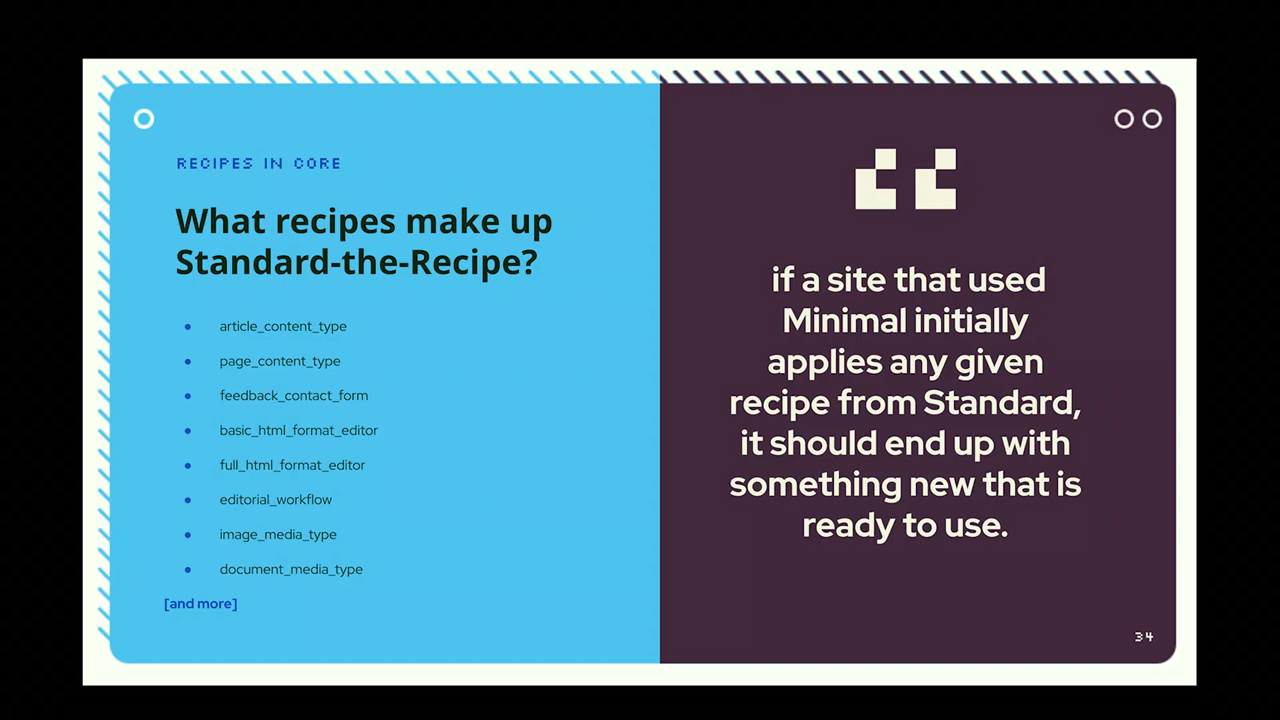 RECIPES IN CORE
What recipes make up
Standard-the-Recipe?
• article_content_type
• page_content_type
• feedback_contact_form
• basic_html_format_editor
• full_html_format_editor
• editorial_workflow
• image_media_type
• document_media_type
[and more]
“
if a site that used
Minimal initially
applies any given
recipe from Standard,
it should end up with
something new that is
ready to use.
34